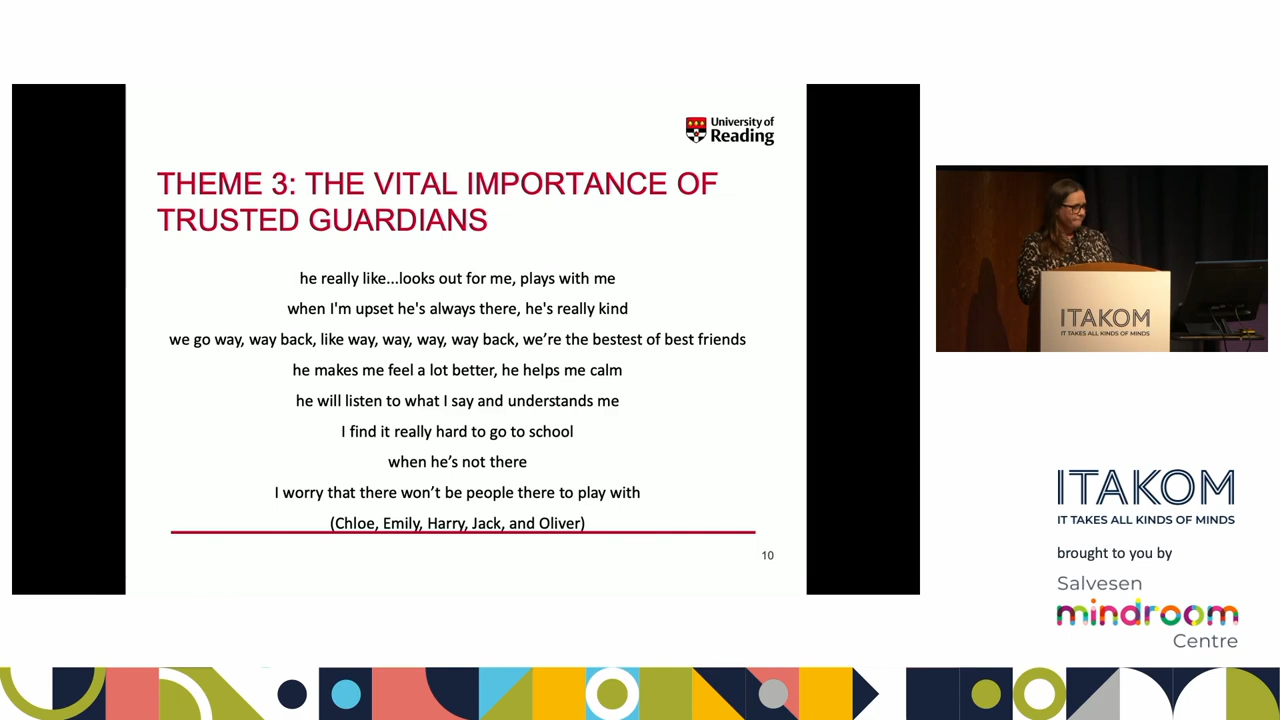 University of
Reading
THEME 3: THE VITAL IMPORTANCE OF
TRUSTED GUARDIANS
he really like...looks out for me, plays with me
when I'm upset he's always there, he's really kind
we go way, way back, like way, way, way, way back, we’re the bestest of best friends
he makes me feel a lot better, he helps me calm
he will listen to what I say and understands me
I find it really hard to go to school
when he’s not there
I worry that there won’t be people there to play with
(Chloe, Emily, Harry, Jack, and Oliver)
10
ITAKOM
IT TAKES ALL KINDS OF MINDS
ITAKOM
IT TAKES ALL KINDS OF MINDS
brought to you by
Salvesen
mindroom
Centre